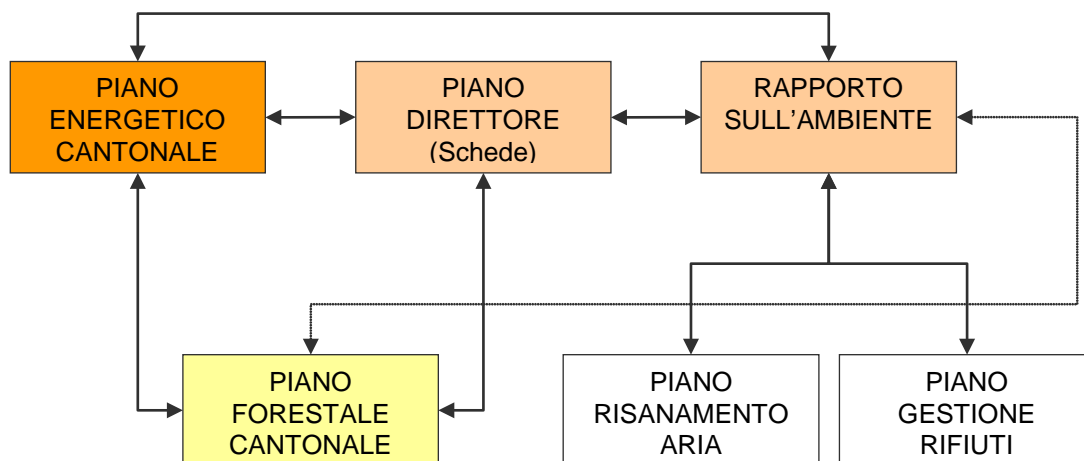 PIANO
ENERGETICO
CANTONALE
PIANO
DIRETTORE
(Schede)
RAPPORTO
SULL'AMBIENTE
PIANO
FORESTALE
CANTONALE
PIANO
RISANAMENTO
ARIA
PIANO
GESTIONE
RIFIUTI